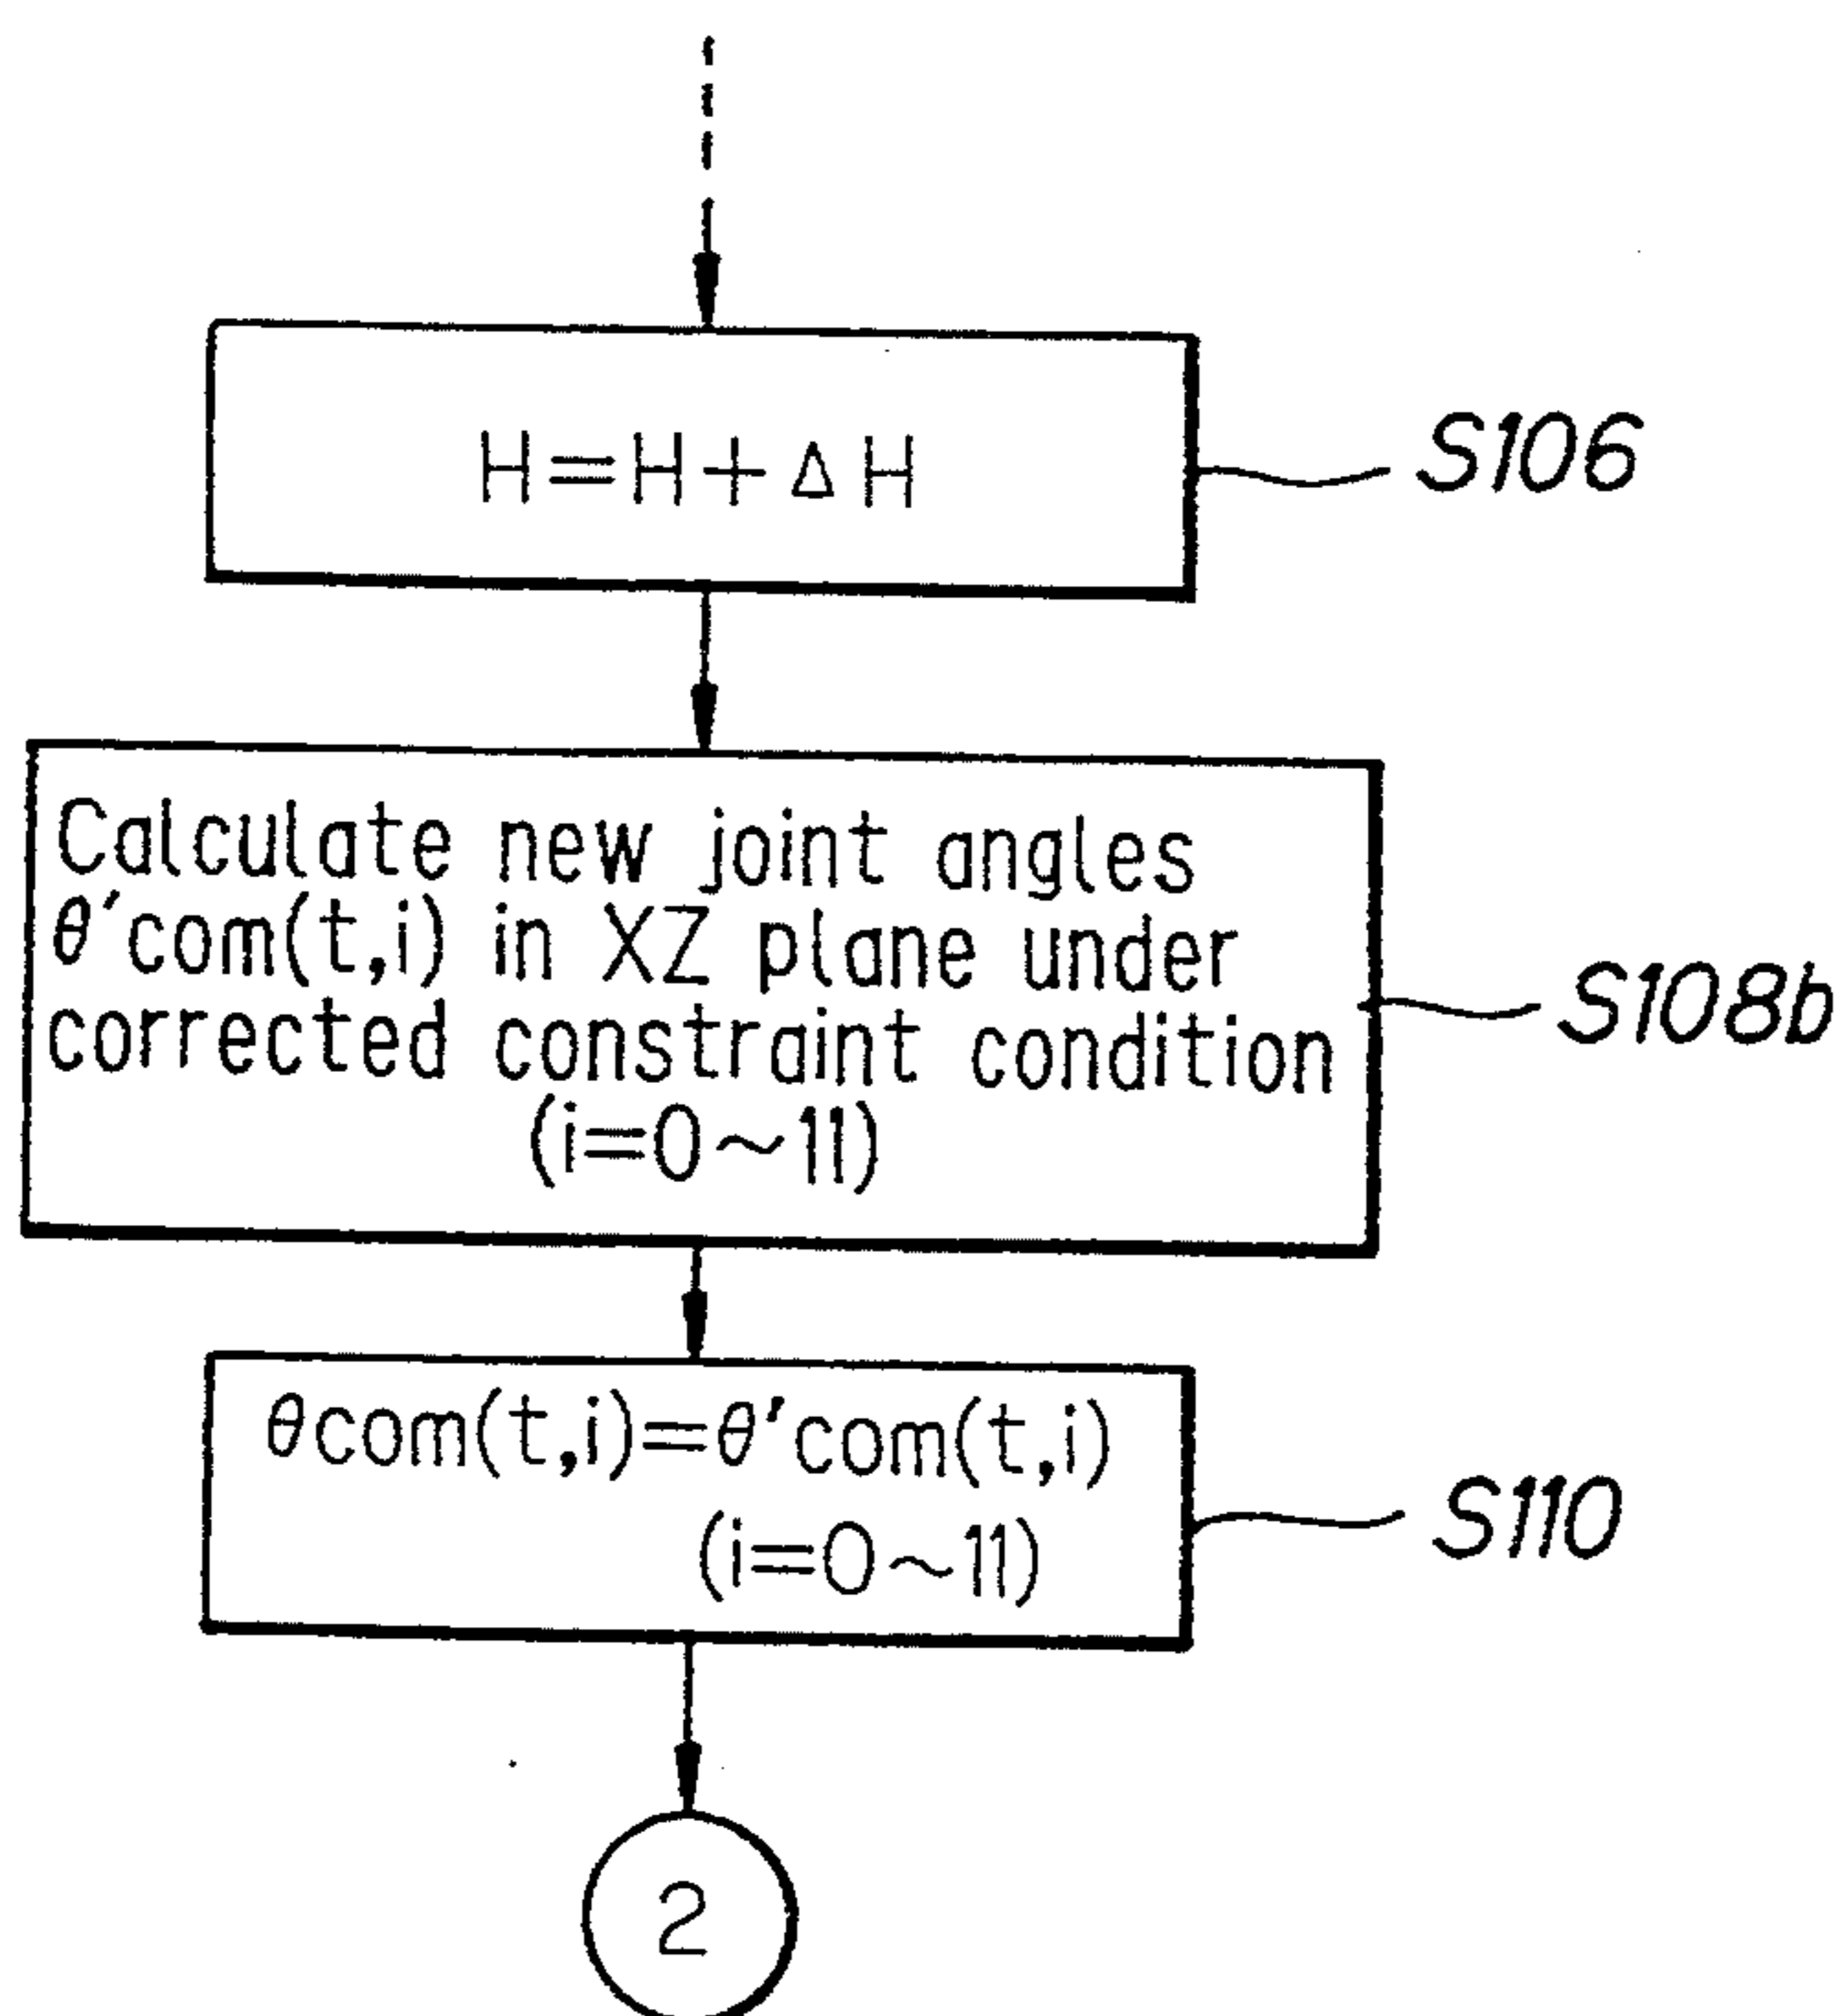 H=H+ΔH
S106
Calculate new joint angles
θ'com(t,i) in XZ plane under
corrected constraint condition
(i=0~11)
S108b
θcom(t,i)=θ'com(t,i)
(i=0~11)
S110
2